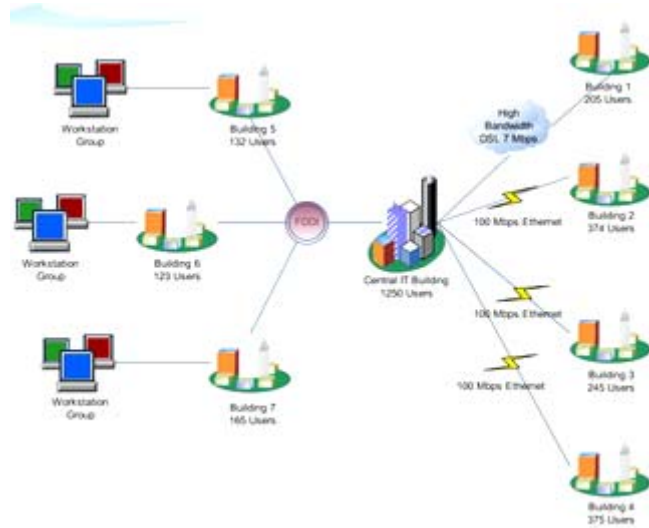 Building 1
205 Users
High
Bandwidth
DSL 7 Mbps
Workstation
Group
Building 5
132 Users
FDDI
100 Mbps Ethernet
Building 2
374 Users
Workstation
Group
Building 6
123 Users
Central IT Building
1250 Users
100 Mbps Ethernet
Building 3
245 Users
100 Mbps Ethernet
Workstation
Group
Building 7
165 Users
Building 4
375 Users